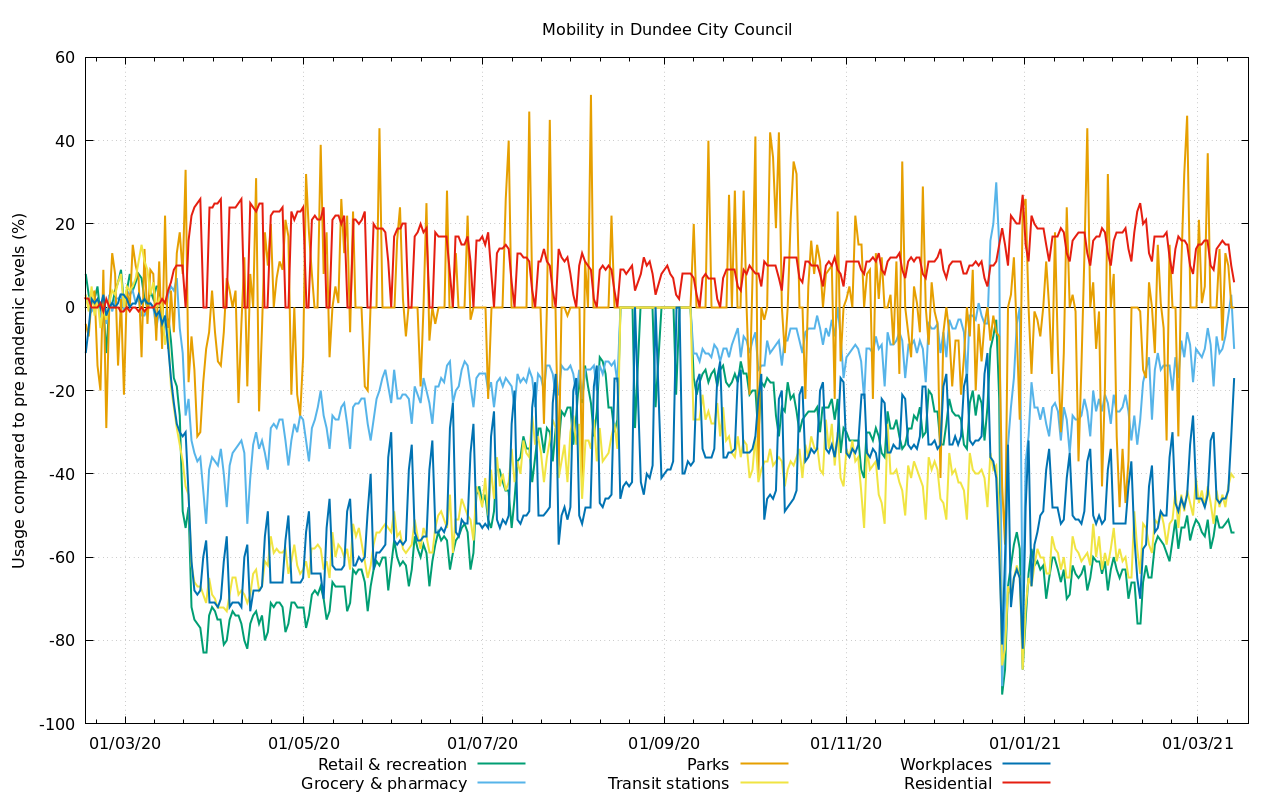 Mobility in Dundee City Council
Usage compared to pre pandemic levels (%)
60
40
20
0
-20
-40
-60
-80
-100
01/03/20 01/05/20 01/07/20 01/09/20 01/11/20 01/01/21 01/03/21
Retail & recreation Parks Workplaces
Grocery & pharmacy Transit stations Residential